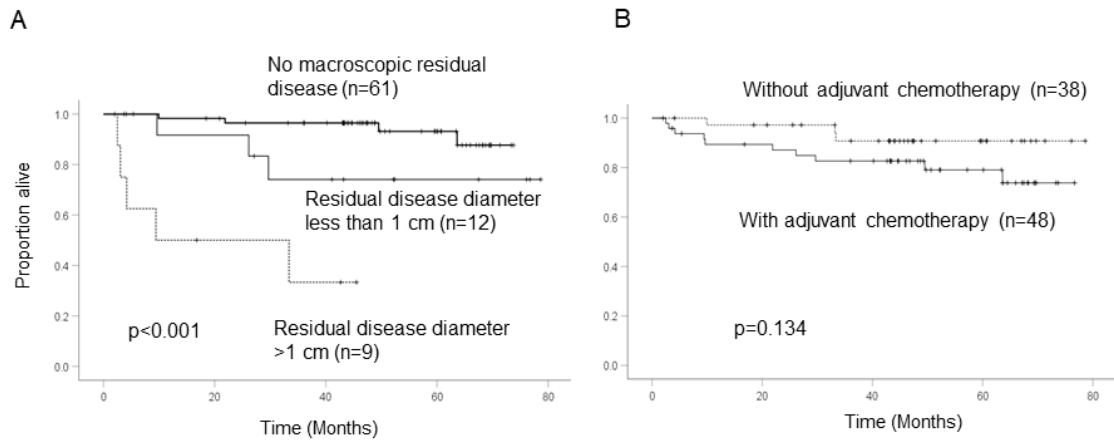 A
No macroscopic residual
disease (n=61)
1.0
0.8
0.6
0.4
0.2
0.0
Proportion alive
Residual disease diameter
less than 1 cm (n=12)
p<0.001
Residual disease diameter
>1 cm (n=9)
0
20
40
60
80
Time (Months)
B
Without adjuvant chemotherapy (n=38)
1.0
0.8
0.6
0.4
0.2
0.0
With adjuvant chemotherapy (n=48)
p=0.134
0
20
40
60
80
Time (Months)